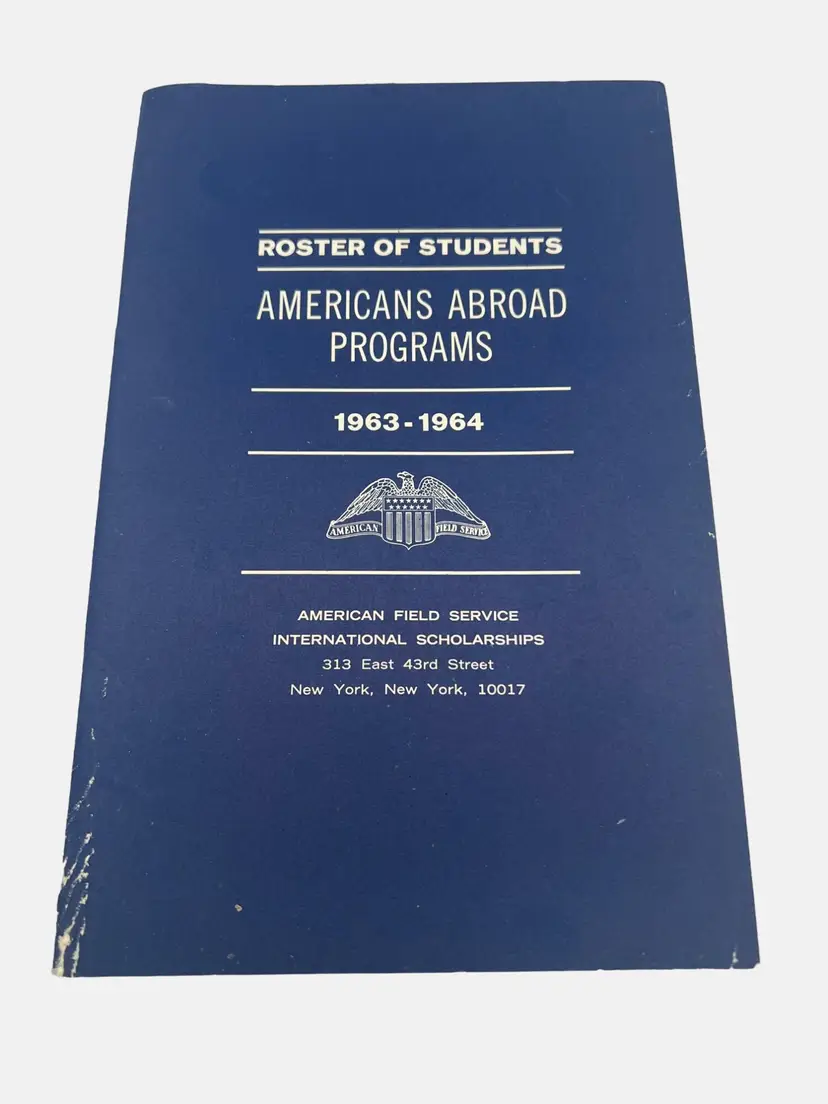 ROSTER OF STUDENTS
AMERICANS ABROAD
PROGRAMS
1963-1964
AMERICAN FIELD SERVICE
AMERICAN FIELD SERVICE
INTERNATIONAL SCHOLARSHIPS
313 East 43rd Street
New York, New York, 10017